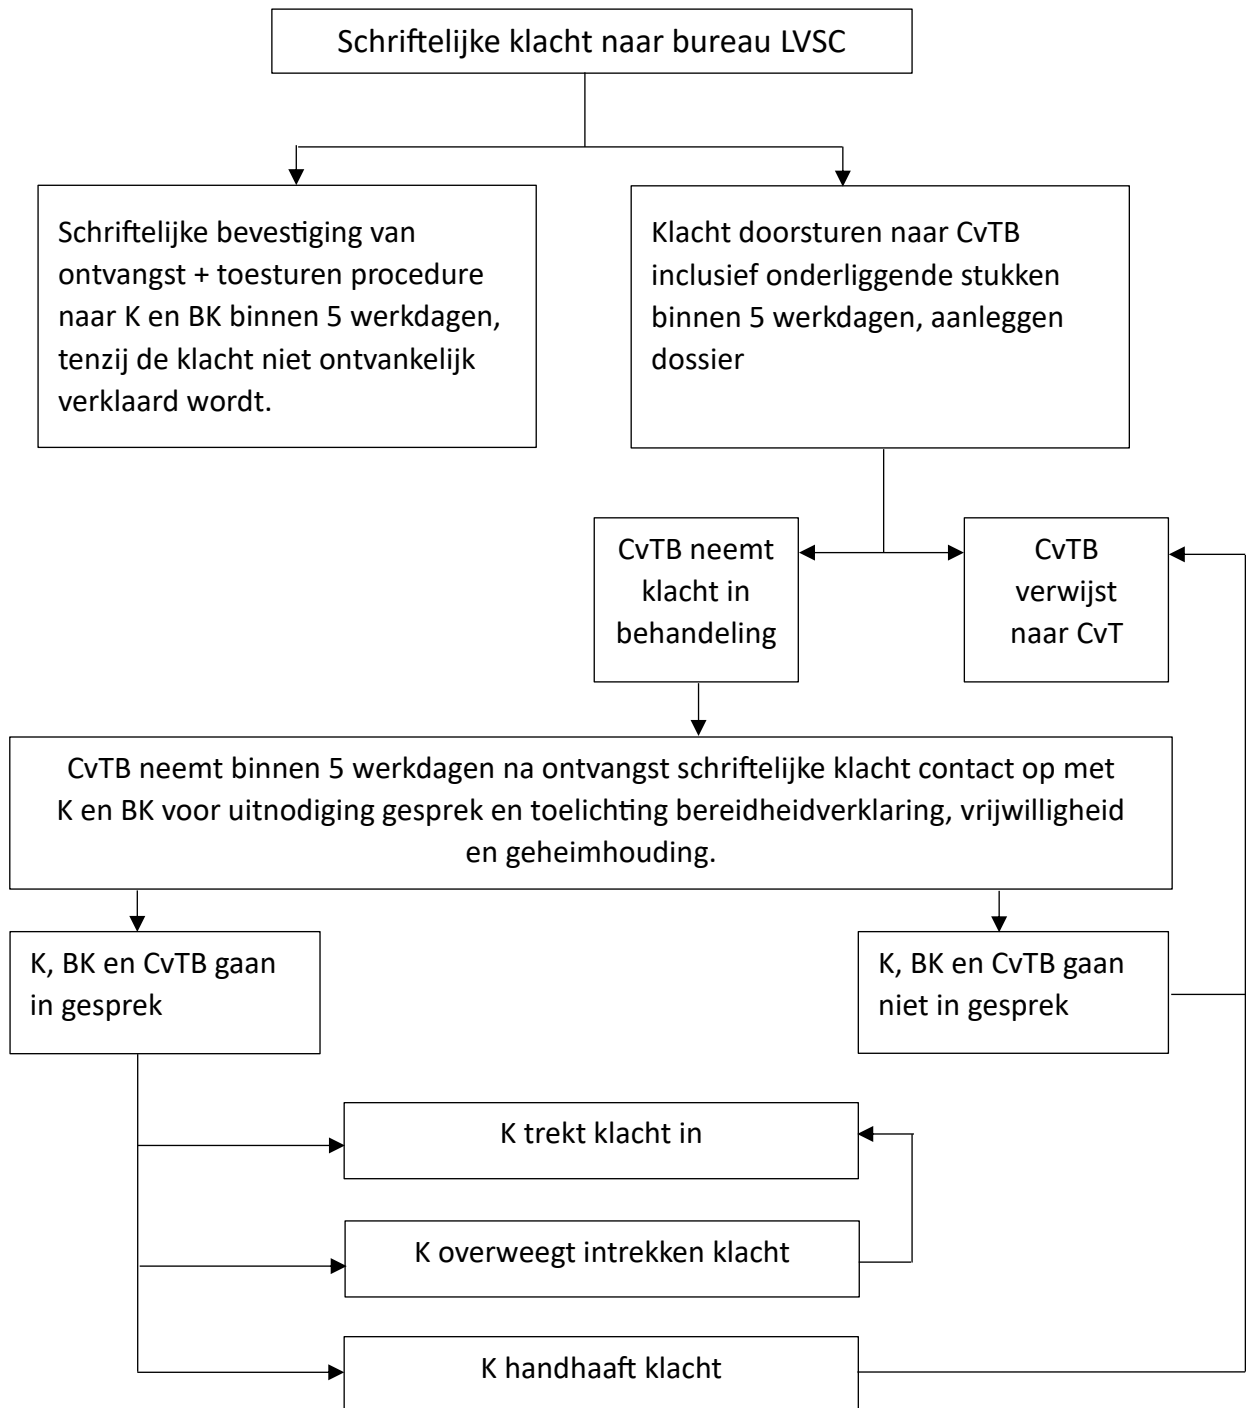 Schriftelijke klacht naar bureau LVSC
Schriftelijke bevestiging van
ontvangst + toesturen procedure
naar K en BK binnen 5 werkdagen,
tenzij de klacht niet ontvankelijk
verklaard wordt.
Klacht doorsturen naar CvTB
inclusief onderliggende stukken
binnen 5 werkdagen, aanleggen
dossier
CvTB neemt
klacht in
behandeling
CvTB
verwijst
naar CvT
CvTB neemt binnen 5 werkdagen na ontvangst schriftelijke klacht contact op met
K en BK voor uitnodiging gesprek en toelichting bereidheidverklaring, vrijwilligheid
en geheimhouding.
K, BK en CvTB gaan
in gesprek
K, BK en CvTB gaan
niet in gesprek
K trekt klacht in
K overweegt intrekken klacht
K handhaaft klacht